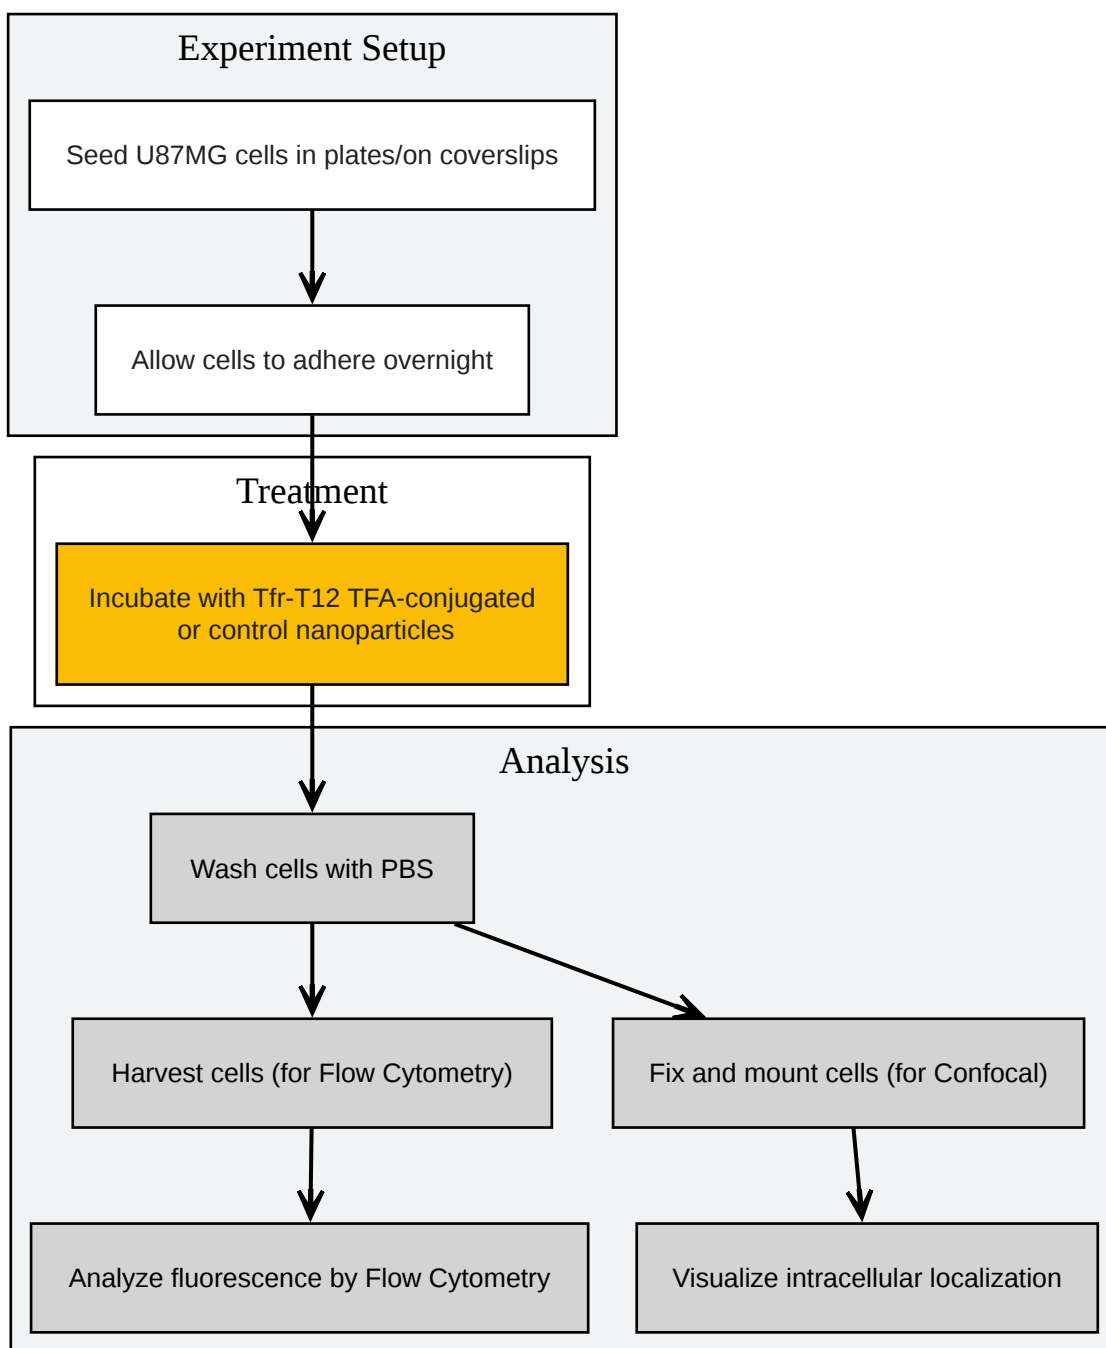 Experiment Setup
Seed U87MG cells in plates/on coverslips
Allow cells to adhere overnight
Treatment
Incubate with Tfr-T12 TFA-conjugated
or control nanoparticles
Analysis
Wash cells with PBS
Harvest cells (for Flow Cytometry)
Fix and mount cells (for Confocal)
Analyze fluorescence by Flow Cytometry
Visualize intracellular localization